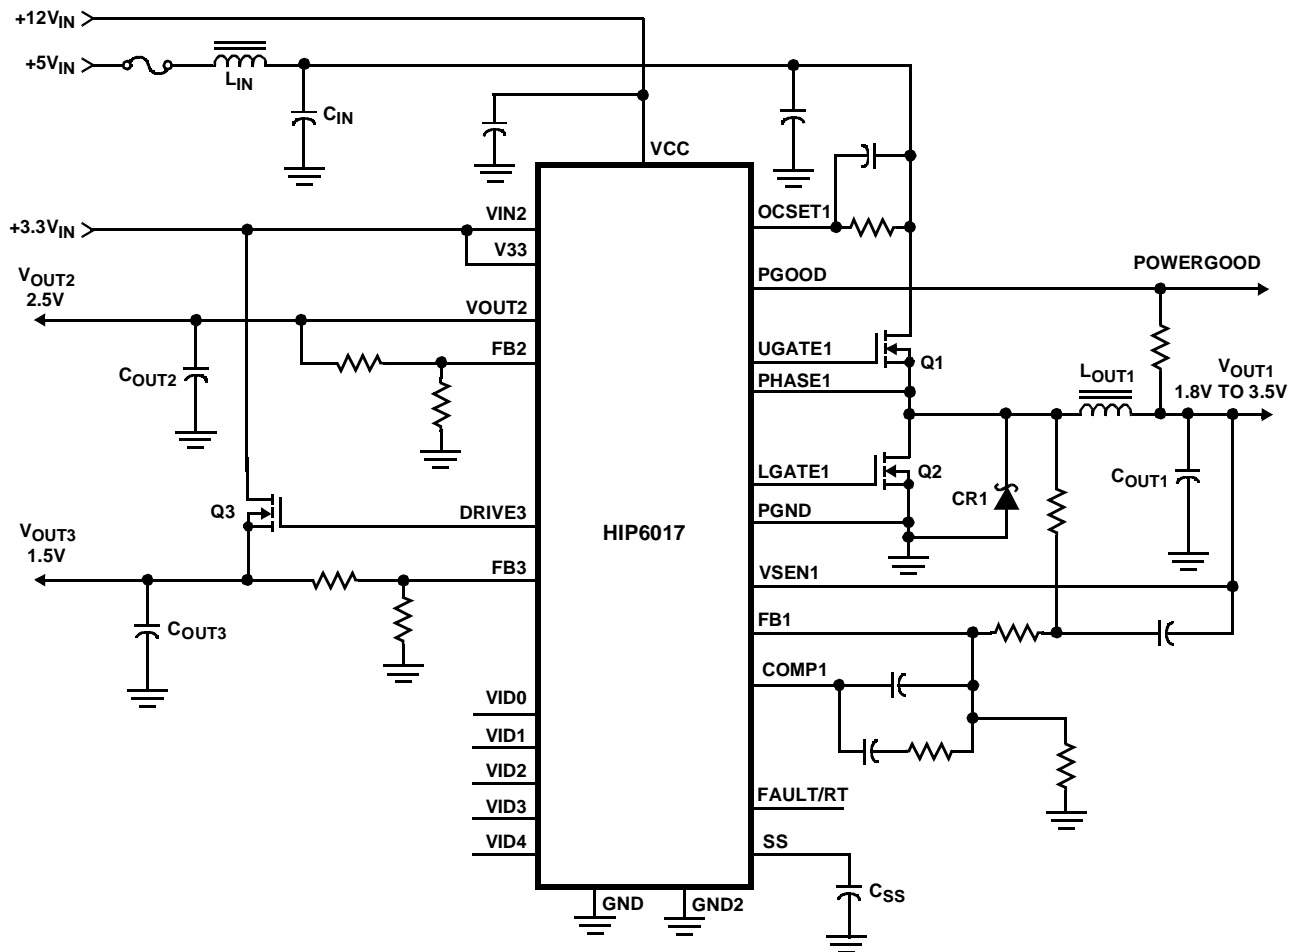 +12VIN
+5VIN
LIN
CIN
VCC
+3.3VIN
VIN2
V33
OCSET1
VOUT2
2.5V
VOUT2
PGOOD
POWERGOOD
FB2
COUT2
UGATE1
Q1
PHASE1
LOUT1
VOUT1
1.8V TO 3.5V
LGATE1
Q2
CR1
COUT1
PGND
Q3
DRIVE3
HIP6017
VOUT3
1.5V
FB3
VSEN1
COUT3
FB1
COMP1
VID0
VID1
VID2
VID3
VID4
FAULT/RT
SS
CSS
GND
GND2